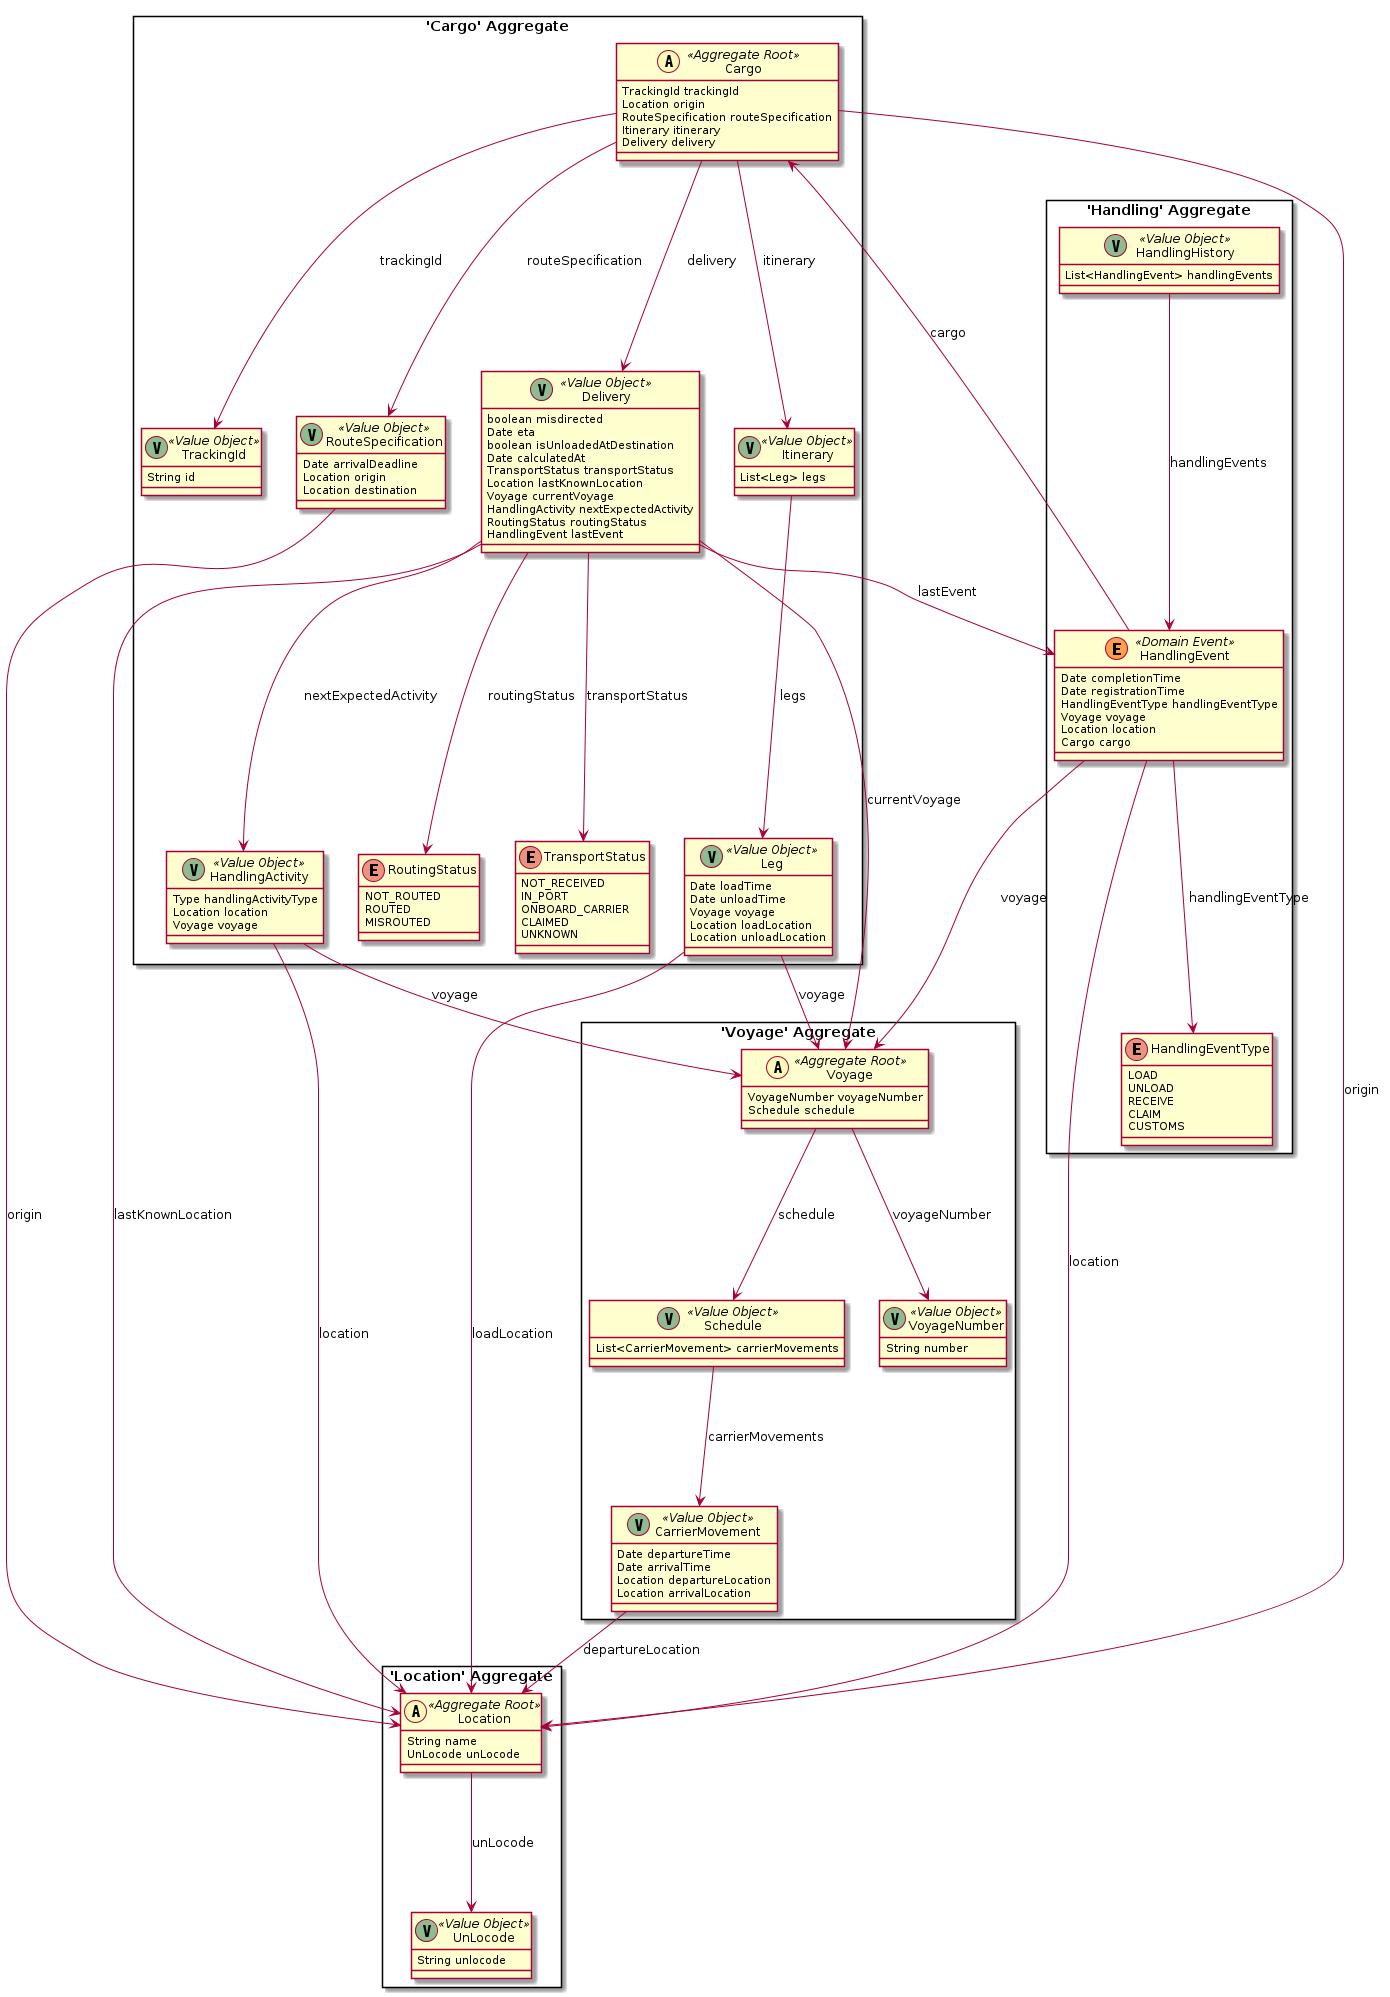 'Cargo' Aggregate
A «Aggregate Root»
Cargo
TrackingId trackingId
Location origin
RouteSpecification routeSpecification
Itinerary itinerary
Delivery delivery
'Handling' Aggregate
V «Value Object»
HandlingHistory
List<HandlingEvent> handlingEvents
trackingId
routeSpecification
delivery
itinerary
cargo
handlingEvents
V «Value Object»
TrackingId
String id
V «Value Object»
RouteSpecification
Date arrivalDeadline
Location origin
Location destination
V «Value Object»
Delivery
boolean misdirected
Date eta
boolean isUnloadedAtDestination
Date calculatedAt
TransportStatus transportStatus
Location lastKnownLocation
Voyage currentVoyage
HandlingActivity nextExpectedActivity
RoutingStatus routingStatus
HandlingEvent lastEvent
V «Value Object»
Itinerary
List<Leg> legs
lastEvent
E «Domain Event»
HandlingEvent
Date completionTime
Date registrationTime
HandlingEventType handlingEventType
Voyage voyage
Location location
Cargo cargo
nextExpectedActivity
routingStatus
transportStatus
legs
currentVoyage
voyage
handlingEventType
V «Value Object»
HandlingActivity
Type handlingActivityType
Location location
Voyage voyage
E RoutingStatus
NOT_ROUTED
ROUTED
MISROUTED
E TransportStatus
NOT_RECEIVED
IN_PORT
ONBOARD_CARRIER
CLAIMED
UNKNOWN
V «Value Object»
Leg
Date loadTime
Date unloadTime
Voyage voyage
Location loadLocation
Location unloadLocation
voyage
voyage
'Voyage' Aggregate
A «Aggregate Root»
Voyage
VoyageNumber voyageNumber
Schedule schedule
E HandlingEventType
LOAD
UNLOAD
RECEIVE
CLAIM
CUSTOMS
origin
origin
lastKnownLocation
schedule
voyageNumber
location
location
loadLocation
V «Value Object»
Schedule
List<CarrierMovement> carrierMovements
V «Value Object»
VoyageNumber
String number
carrierMovements
V «Value Object»
CarrierMovement
Date departureTime
Date arrivalTime
Location departureLocation
Location arrivalLocation
departureLocation
'Location' Aggregate
A «Aggregate Root»
Location
String name
UnLocode unLocode
unLocode
V «Value Object»
UnLocode
String unlocode